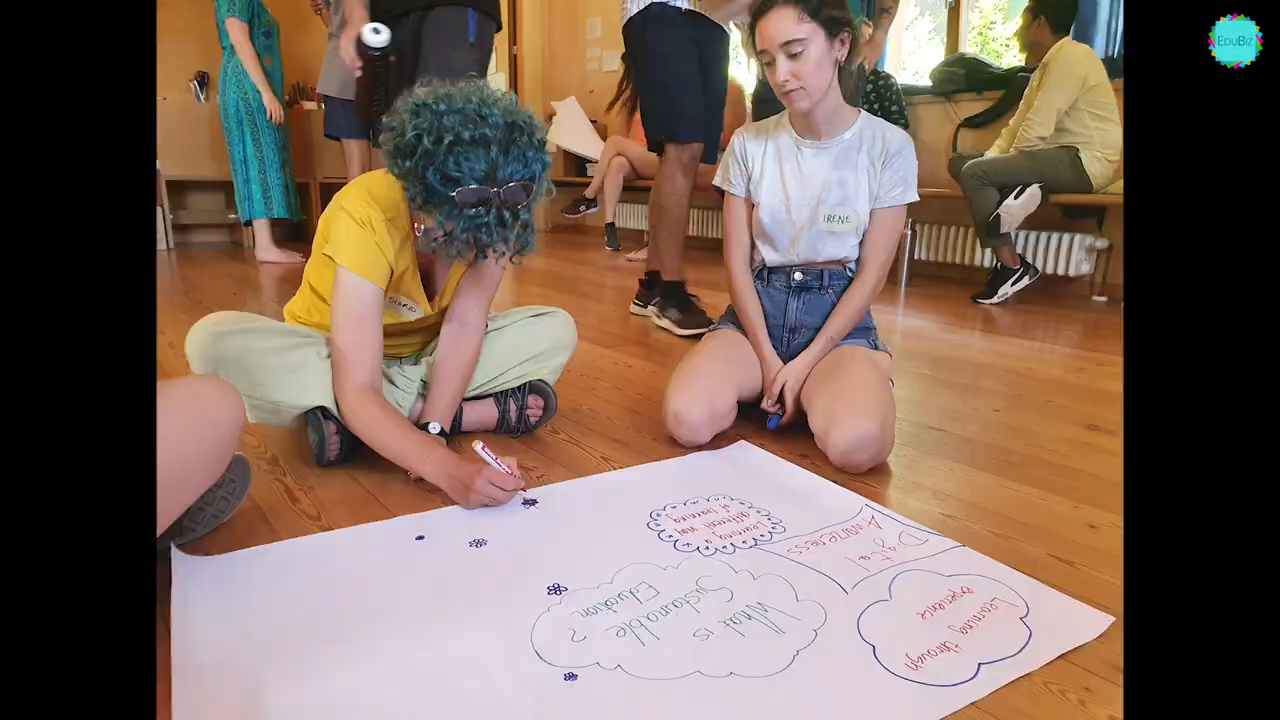 EduBiz
IRENE
Learning a
different way
of learning
Digital
Awareness
What is
Sustainable
Education?
Learning through
experience